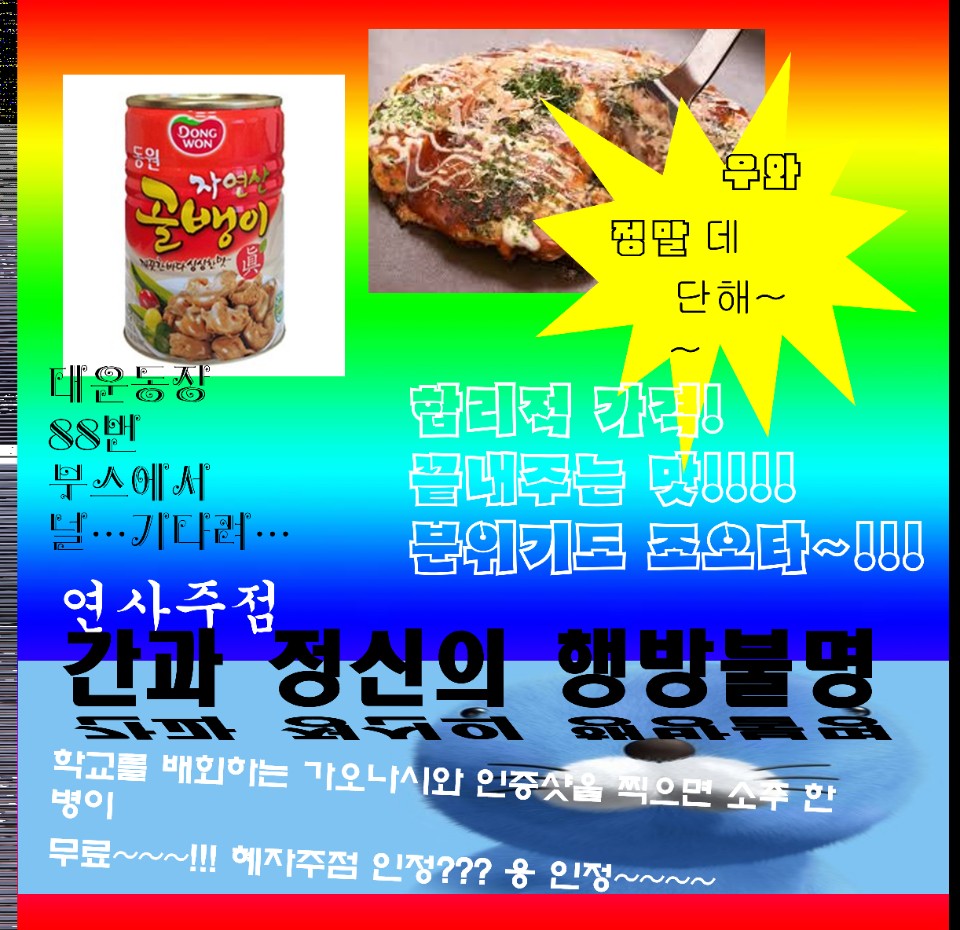 DONG
WON
동원
자연산
골뱅이
眞
우와
정말 데
단해~
~
대운동장
88번
부스에서
널…기다려…
합리적 가격!
끝내주는 맛!!!!
분위기도 조오타~!!!
연사주점
간과 정신의 행방불명
학교를 배회하는 가오나시와 인증샷을 찍으면 소주 한
병이
무료~~~!!! 혜자주점 인정??? 응 인정~~~~